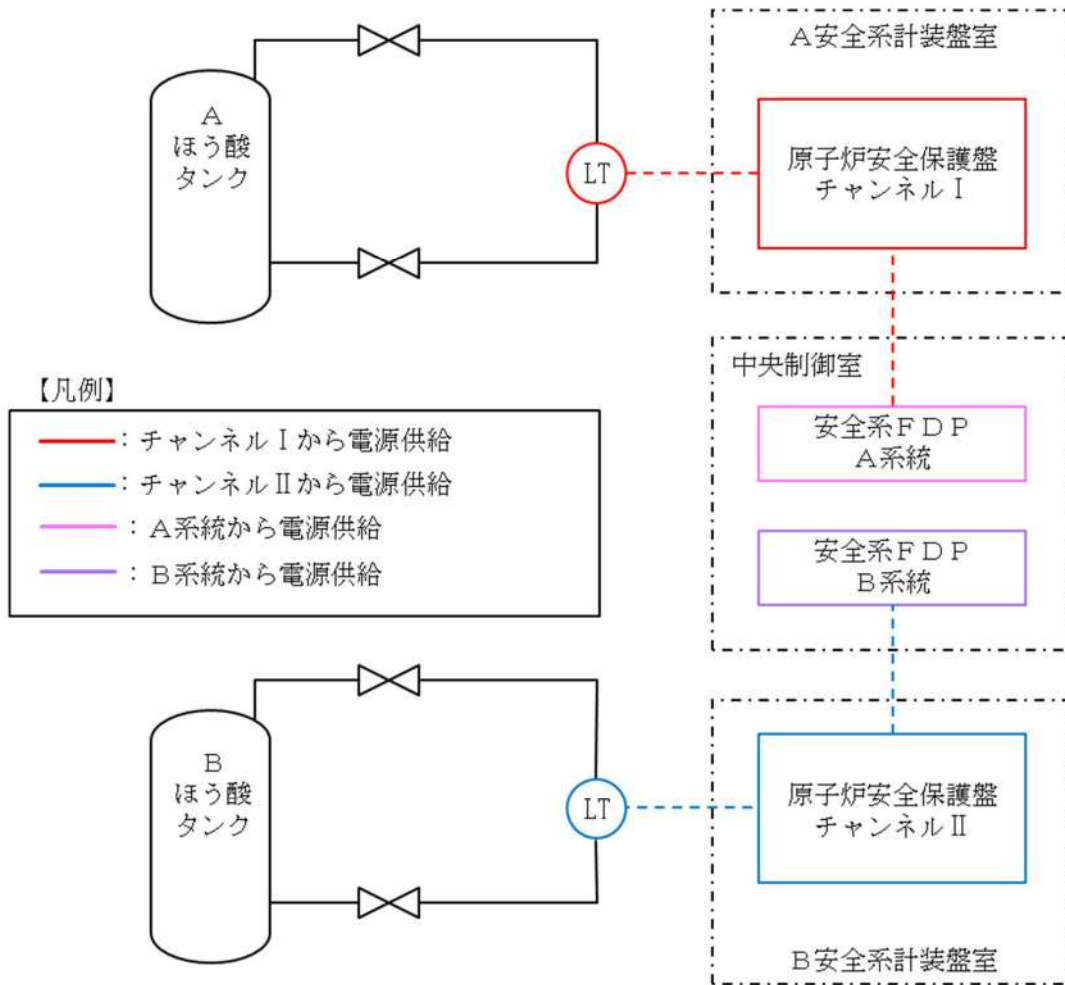 A安全系計装盤室
A
ほう酸
タンク
LT
原子炉安全保護盤
チャンネルⅠ
中央制御室
安全系FDP
A系統
安全系FDP
B系統
【凡例】
：チャンネルⅠから電源供給
：チャンネルⅡから電源供給
：A系統から電源供給
：B系統から電源供給
B
ほう酸
タンク
LT
原子炉安全保護盤
チャンネルⅡ
B安全系計装盤室